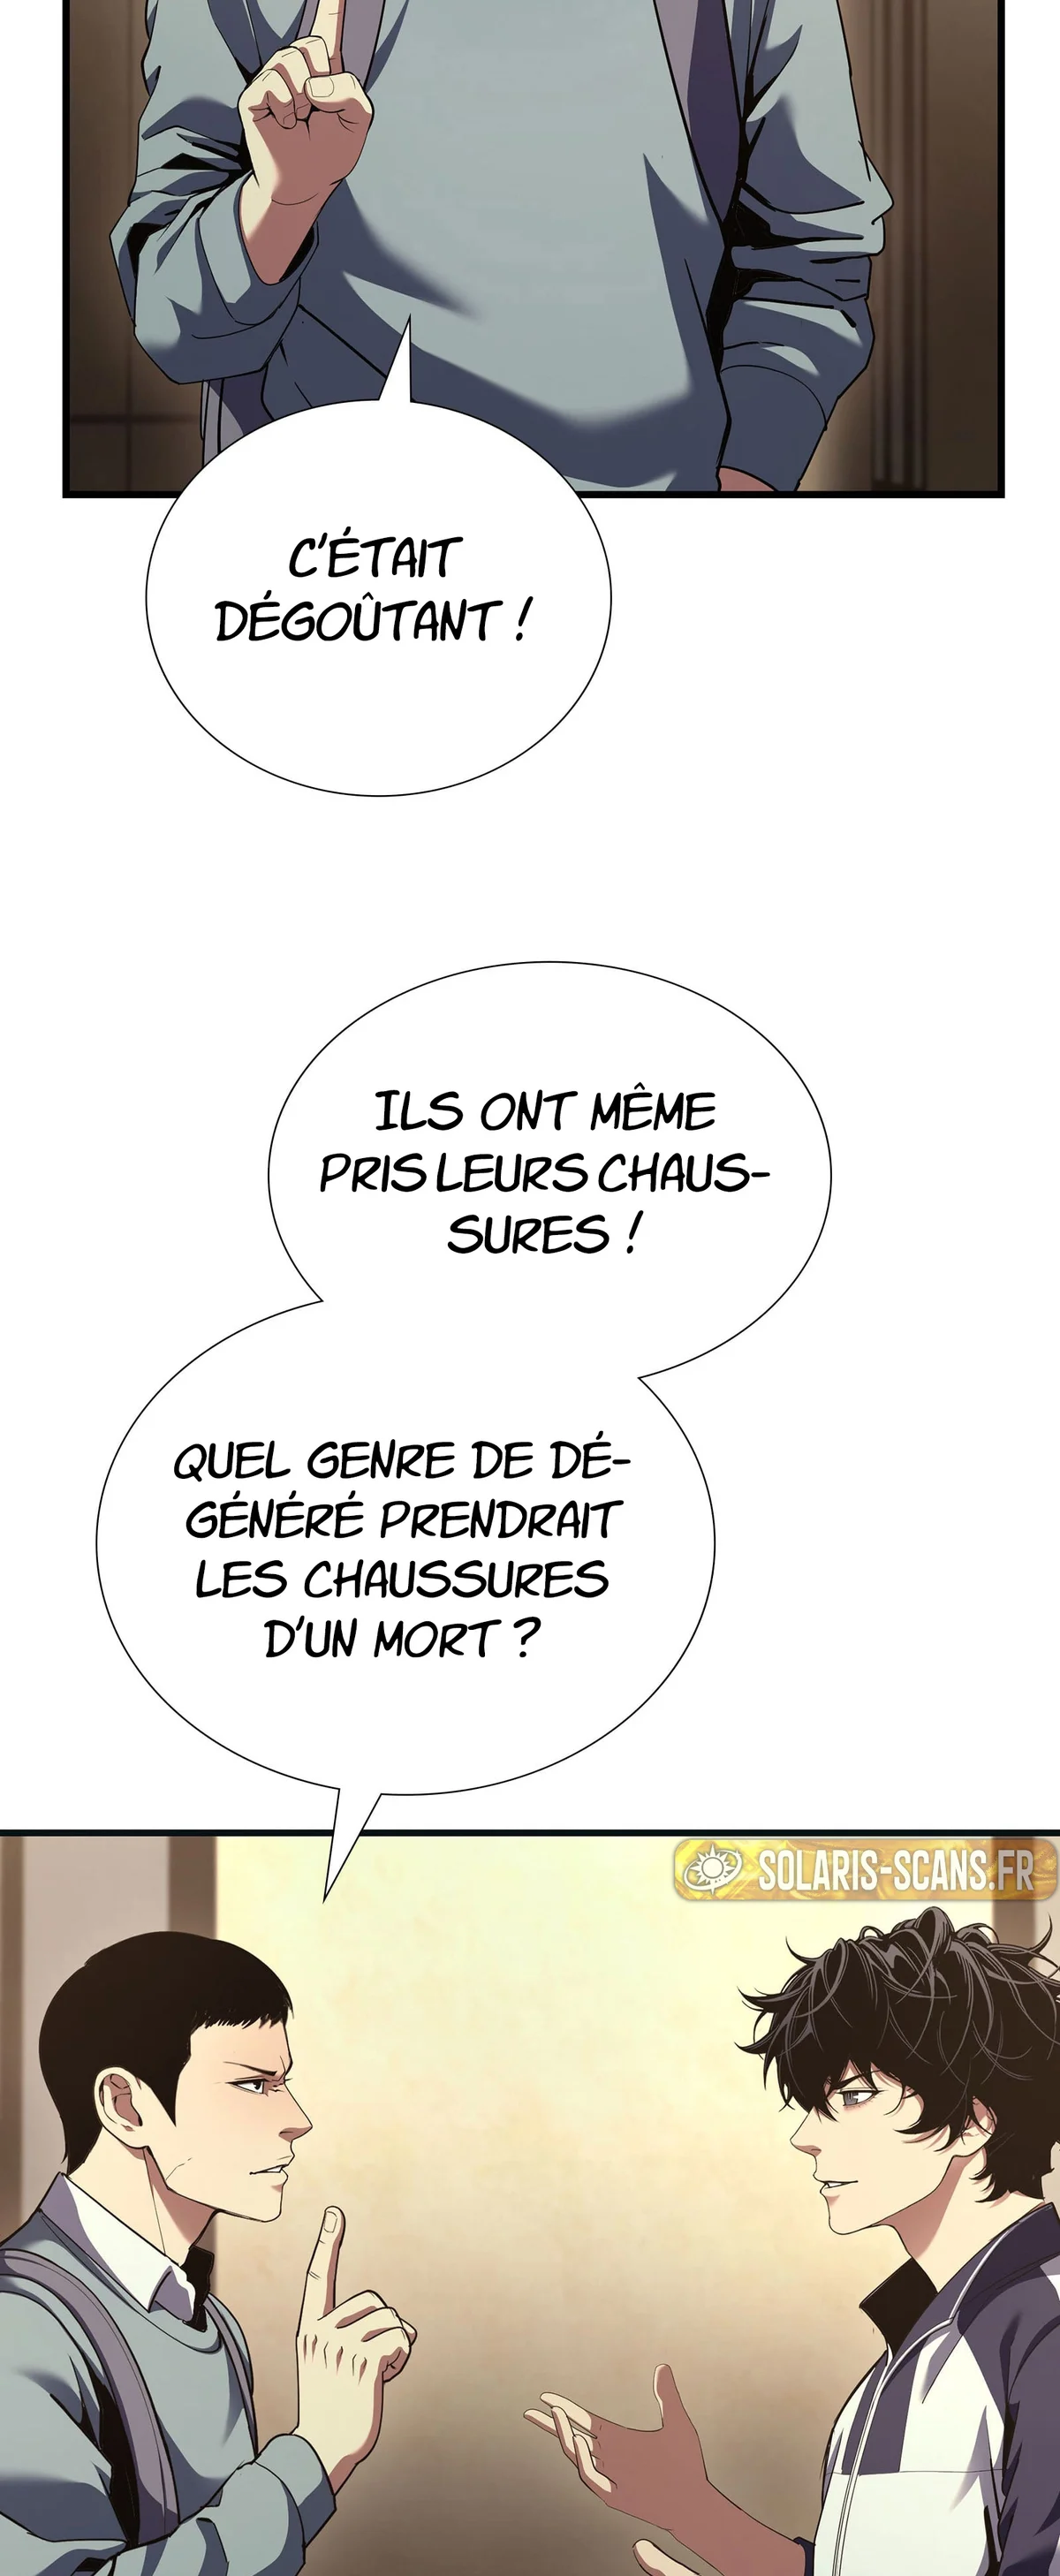 C'ÉTAIT
DÉGOÛTANT !
ILS ONT MÊME
PRIS LEURS CHAUS-
SURES !
QUEL GENRE DE DÉ-
GÉNÉRÉ PRENDRAIT
LES CHAUSSURES
D'UN MORT ?
SOLARIS-SCANS.FR